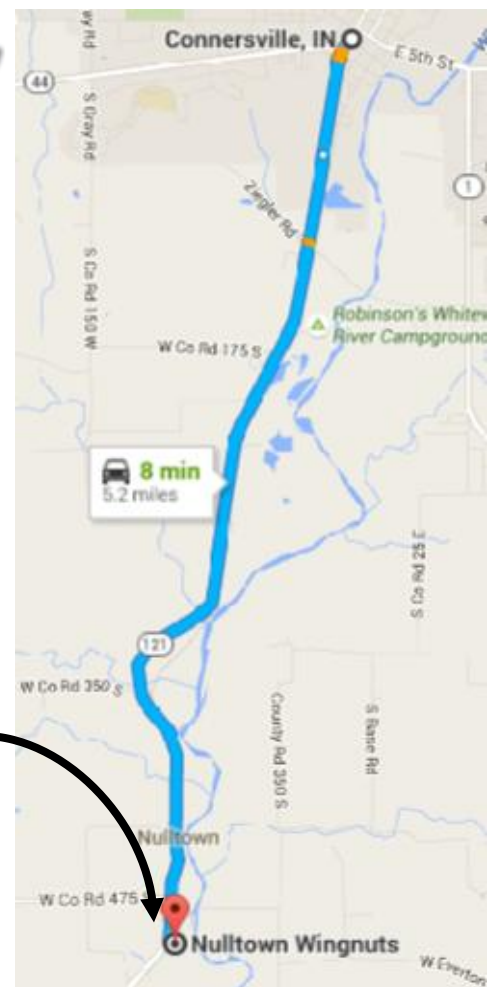 Connersville, IN
E 5th St
44
S Gray Rd
1
Ziegler Rd
S Co Rd 150 W
Robinson's Whitew
River Campground
W Co Rd 175 S
8 min
5.2 miles
S Co Rd 25 E
121
W Co Rd 350 S
County Rd 350 S
S Base Rd
Nulltown
W Co Rd 475
Nulltown Wingnuts
W Everton